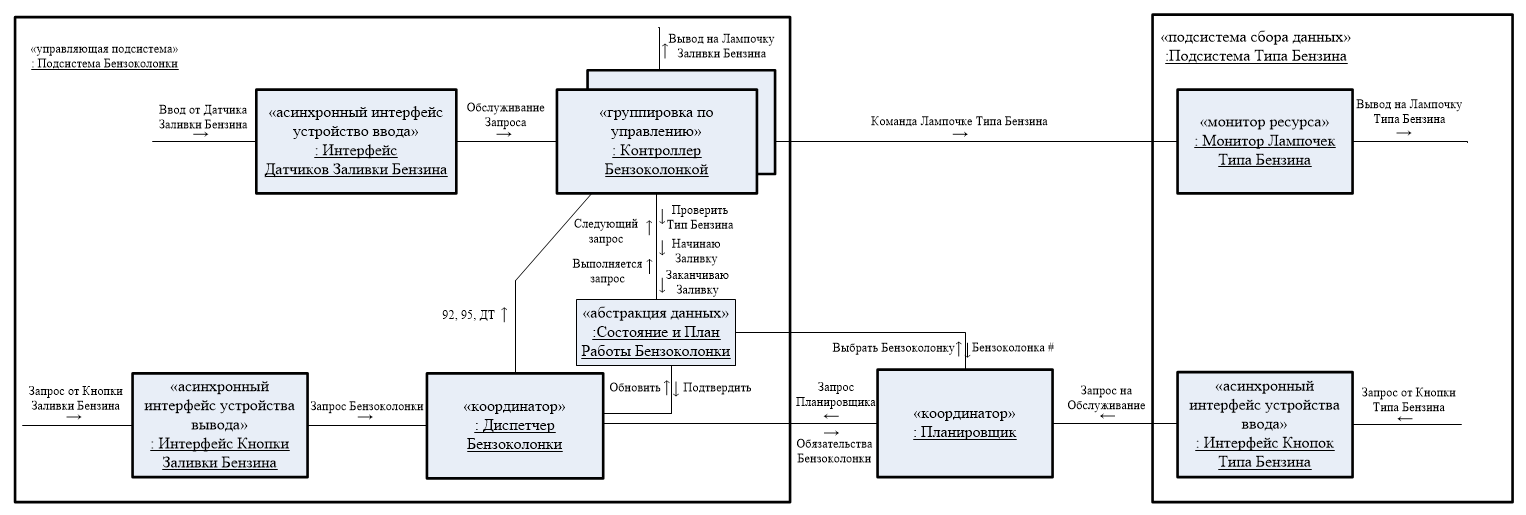 «управляющая подсистема»
: Подсистема Бензоколонки
Вывод на Лампочку
Заливки Бензина
«подсистема сбора данных»
:Подсистема Типа Бензина
Ввод от Датчика
Заливки Бензина
«асинхронный интерфейс
устройство ввода»
: Интерфейс
Датчиков Заливки Бензина
Обслуживание
Запроса
«группировка по
управлению»
: Контроллер
Бензоколонкой
Команда Лампочке Типа Бензина
«монитор ресурса»
: Монитор Лампочек
Типа Бензина
Вывод на Лампочку
Типа Бензина
Следующий
запрос
Проверить
Тип Бензина
Начинаю
Заливку
Выполняется
запрос
Заканчиваю
Заливку
92, 95, ДТ
«абстракция данных»
:Состояние и План
Работы Бензоколонки
Выбрать Бензоколонку
Бензоколонка #
Запрос от Кнопки
Заливки Бензина
«асинхронный
интерфейс устройства
вывода»
: Интерфейс Кнопки
Заливки Бензина
Запрос Бензоколонки
«координатор»
: Диспетчер
Бензоколонки
Обновить
Подтвердить
Запрос
Планировщика
Обязательства
Бензоколонки
«координатор»
: Планировщик
Запрос на
Обслуживание
«асинхронный
интерфейс устройства
ввода»
: Интерфейс Кнопок
Типа Бензина
Запрос от Кнопки
Типа Бензина